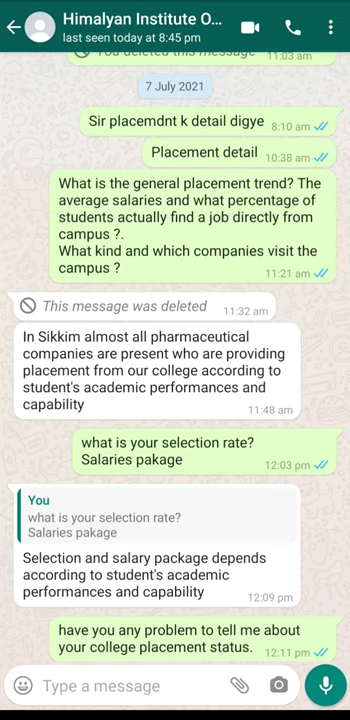 Himalyan Institute O...
last seen today at 8:45 pm
You deleted this message 11:03 am
7 July 2021
Sir placemdnt k detail digye 8:10 am
Placement detail 10:38 am
What is the general placement trend? The
average salaries and what percentage of
students actually find a job directly from
campus ?.
What kind and which companies visit the
campus ?
11:21 am
This message was deleted 11:32 am
In Sikkim almost all pharmaceutical
companies are present who are providing
placement from our college according to
student's academic performances and
capability
11:48 am
what is your selection rate?
Salaries pakage 12:03 pm
You
what is your selection rate?
Salaries pakage
Selection and salary package depends
according to student's academic
performances and capability 12:09 pm
have you any problem to tell me about
your college placement status. 12:11 pm
Type a message